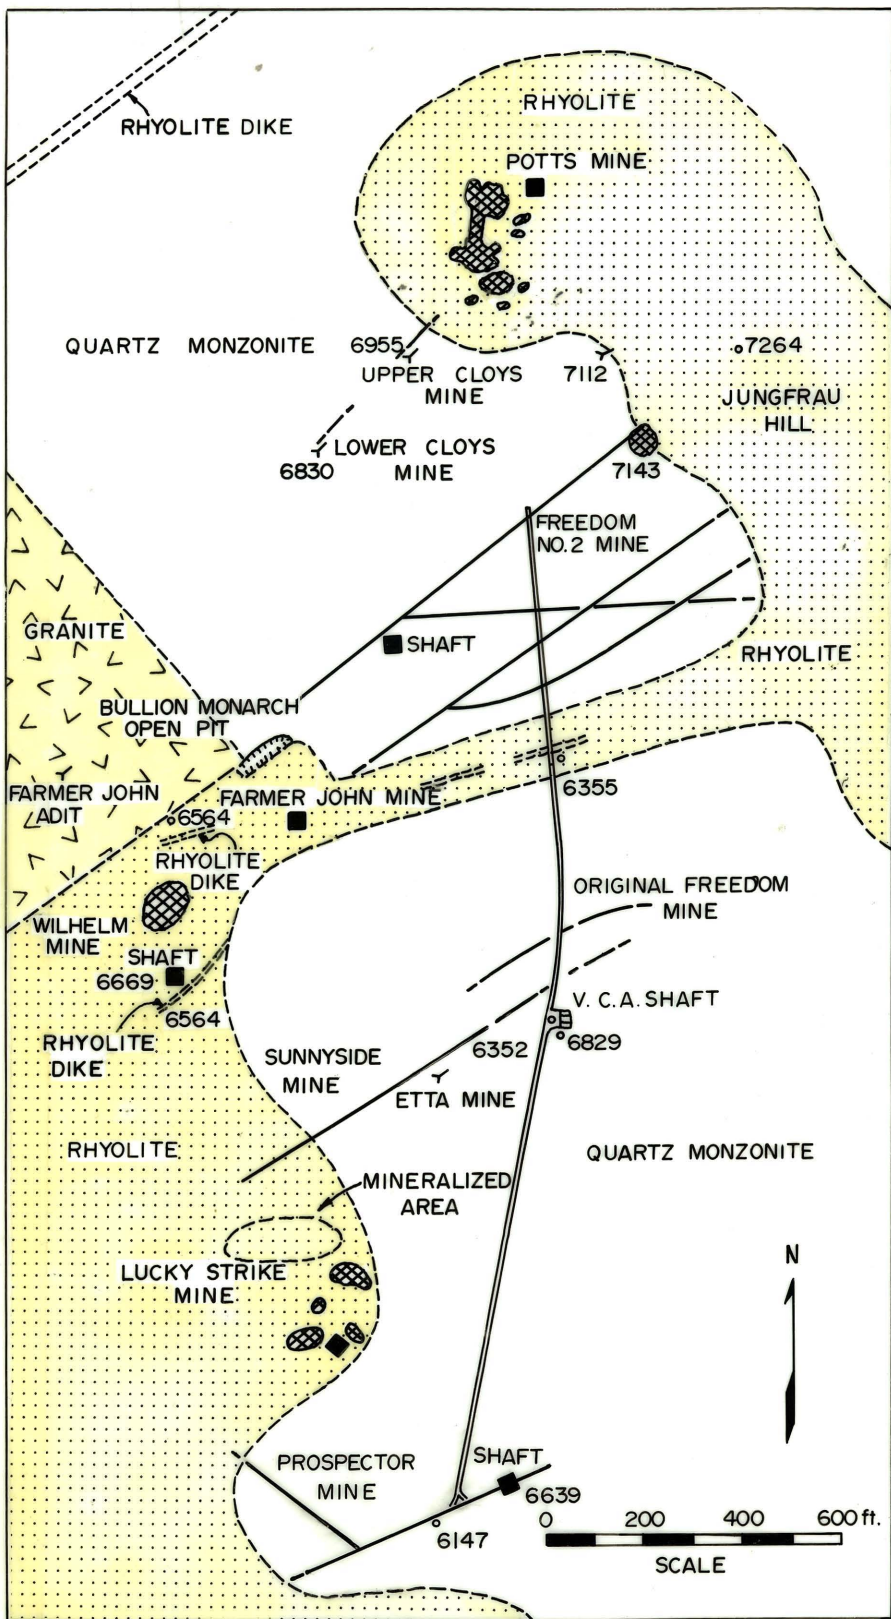 RHYOLITE
RHYOLITE DIKE
POTTS MINE
QUARTZ MONZONITE
6955
7264
UPPER CLOYS
MINE
7112
JUNGFRAU
HILL
LOWER CLOYS
MINE
6830
7143
FREEDOM
NO. 2 MINE
GRANITE
SHAFT
RHYOLITE
BULLION MONARCH
OPEN PIT
FARMER JOHN
ADIT
6564
FARMER JOHN MINE
6355
RHYOLITE
DIKE
ORIGINAL FREEDOM
MINE
WILHELM
MINE
SHAFT
6669
6564
V. C. A. SHAFT
RHYOLITE
DIKE
SUNNYSIDE
MINE
6352
6829
ETTA MINE
RHYOLITE
QUARTZ MONZONITE
MINERALIZED
AREA
LUCKY STRIKE
MINE
N
PROSPECTOR
MINE
SHAFT
6639
6147
0 200 400 600 ft.
SCALE